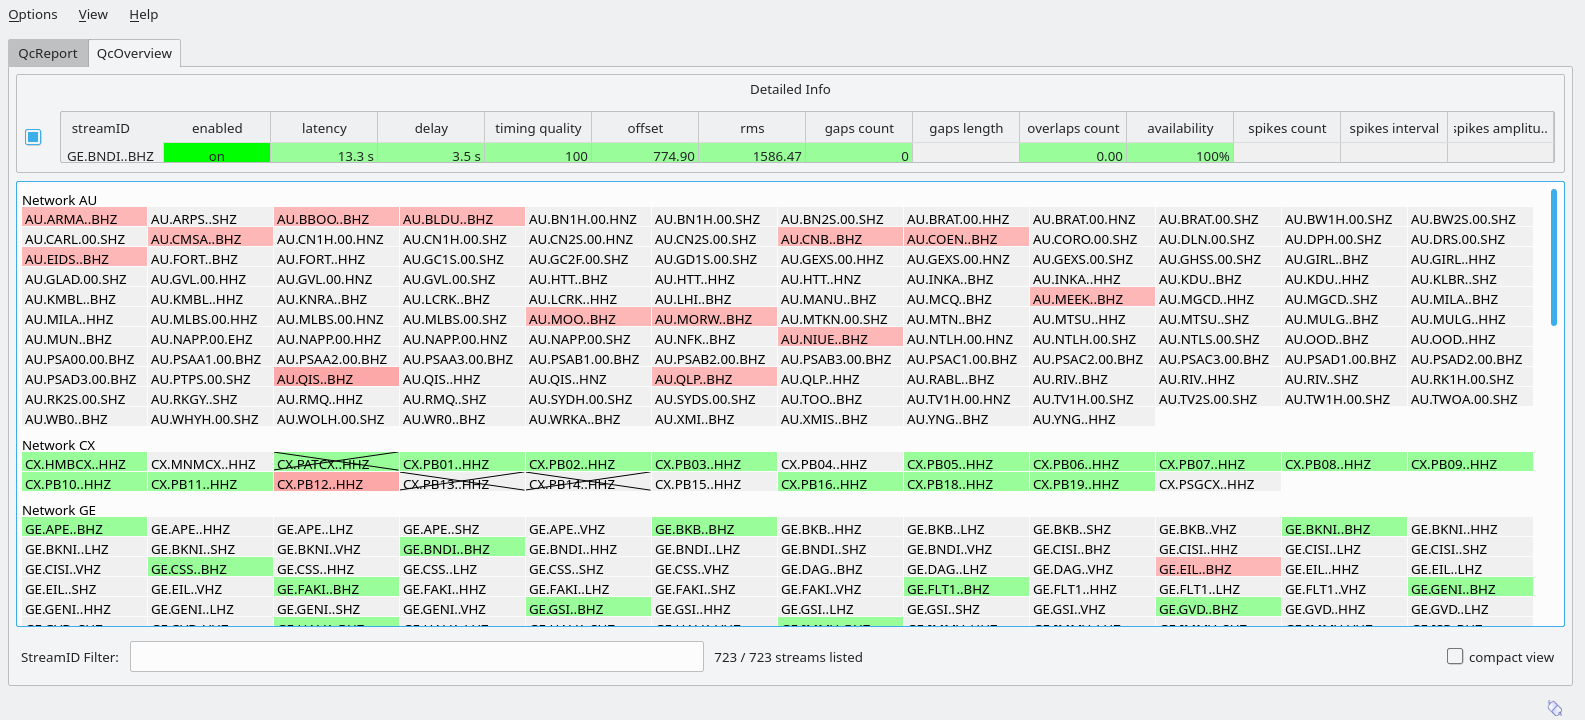 Options View Help
QcReport QcOverview
Detailed Info
streamID enabled latency delay timing quality offset rms gaps count gaps length overlaps count availability spikes count spikes interval spikes amplitu..
GE.BNDI..BHZ on 13.3 s 3.5 s 100 774.90 1586.47 0 0.00 100%
Network AU
AU.ARMA..BHZ AU.ARPS..SHZ AU.BBOO..BHZ AU.BLDU..BHZ AU.BN1H.00.HNZ AU.BN1H.00.SHZ AU.BN2S.00.SHZ AU.BRAT.00.HHZ AU.BRAT.00.HNZ AU.BRAT.00.SHZ AU.BW1H.00.SHZ AU.BW2S.00.SHZ
AU.CARL.00.SHZ AU.CMSA..BHZ AU.CN1H.00.HNZ AU.CN1H.00.SHZ AU.CN2S.00.HNZ AU.CN2S.00.SHZ AU.CNB..BHZ AU.COEN..BHZ AU.CORO.00.SHZ AU.DLN.00.SHZ AU.DPH.00.SHZ AU.DRS.00.SHZ
AU.EIDS..BHZ AU.FORT..BHZ AU.FORT..HHZ AU.GC1S.00.SHZ AU.GC2F.00.SHZ AU.GD1S.00.SHZ AU.GEXS.00.HHZ AU.GEXS.00.HNZ AU.GEXS.00.SHZ AU.GHSS.00.SHZ AU.GIRL..BHZ AU.GIRL..HHZ
AU.GLAD.00.SHZ AU.GVL.00.HHZ AU.GVL.00.HNZ AU.GVL.00.SHZ AU.HTT..BHZ AU.HTT..HHZ AU.HTT..HNZ AU.INKA..BHZ AU.INKA..HHZ AU.KDU..BHZ AU.KDU..HHZ AU.KLBR..SHZ
AU.KMBL..BHZ AU.KMBL..HHZ AU.KNRA..BHZ AU.LCRK..BHZ AU.LCRK..HHZ AU.LHI..BHZ AU.MANU..BHZ AU.MCQ..BHZ AU.MEEK..BHZ AU.MGCD..HHZ AU.MGCD..SHZ AU.MILA..BHZ
AU.MILA..HHZ AU.MLBS.00.HHZ AU.MLBS.00.HNZ AU.MLBS.00.SHZ AU.MOO..BHZ AU.MORW..BHZ AU.MTKN.00.SHZ AU.MTN..BHZ AU.MTSU..HHZ AU.MTSU..SHZ AU.MULG..BHZ AU.MULG..HHZ
AU.MUN..BHZ AU.NAPP.00.EHZ AU.NAPP.00.HHZ AU.NAPP.00.HNZ AU.NAPP.00.SHZ AU.NFK..BHZ AU.NIUE..BHZ AU.NTLH.00.HNZ AU.NTLH.00.SHZ AU.NTLS.00.SHZ AU.OOD..BHZ AU.OOD..HHZ
AU.PSA00.00.BHZ AU.PSAA1.00.BHZ AU.PSAA2.00.BHZ AU.PSAA3.00.BHZ AU.PSAB1.00.BHZ AU.PSAB2.00.BHZ AU.PSAB3.00.BHZ AU.PSAC1.00.BHZ AU.PSAC2.00.BHZ AU.PSAC3.00.BHZ AU.PSAD1.00.BHZ AU.PSAD2.00.BHZ
AU.PSAD3.00.BHZ AU.PTPS.00.SHZ AU.QIS..BHZ AU.QIS..HHZ AU.QIS..HNZ AU.QLP..BHZ AU.QLP..HHZ AU.RABL..BHZ AU.RIV..BHZ AU.RIV..HHZ AU.RIV..SHZ AU.RK1H.00.SHZ
AU.RK2S.00.SHZ AU.RKGY..SHZ AU.RMQ..HHZ AU.RMQ..SHZ AU.SYDH.00.SHZ AU.SYDS.00.SHZ AU.TOO..BHZ AU.TV1H.00.HNZ AU.TV1H.00.SHZ AU.TV2S.00.SHZ AU.TW1H.00.SHZ AU.TWOA.00.SHZ
AU.WB0..BHZ AU.WHYH.00.SHZ AU.WOLH.00.SHZ AU.WR0..BHZ AU.WRKA..BHZ AU.XMI..BHZ AU.XMIS..BHZ AU.YNG..BHZ AU.YNG..HHZ
Network CX
CX.HMBCX..HHZ CX.MNMCX..HHZ CX.PATCX..HHZ CX.PB01..HHZ CX.PB02..HHZ CX.PB03..HHZ CX.PB04..HHZ CX.PB05..HHZ CX.PB06..HHZ CX.PB07..HHZ CX.PB08..HHZ CX.PB09..HHZ
CX.PB10..HHZ CX.PB11..HHZ CX.PB12..HHZ CX.PB13..HHZ CX.PB14..HHZ CX.PB15..HHZ CX.PB16..HHZ CX.PB18..HHZ CX.PB19..HHZ CX.PSGCX..HHZ
Network GE
GE.APE..BHZ GE.APE..HHZ GE.APE..LHZ GE.APE..SHZ GE.APE..VHZ GE.BKB..BHZ GE.BKB..HHZ GE.BKB..LHZ GE.BKB..SHZ GE.BKB..VHZ GE.BKNI..BHZ GE.BKNI..HHZ
GE.BKNI..LHZ GE.BKNI..SHZ GE.BKNI..VHZ GE.BNDI..BHZ GE.BNDI..HHZ GE.BNDI..LHZ GE.BNDI..SHZ GE.BNDI..VHZ GE.CISI..BHZ GE.CISI..HHZ GE.CISI..LHZ GE.CISI..SHZ
GE.CISI..VHZ GE.CSS..BHZ GE.CSS..HHZ GE.CSS..LHZ GE.CSS..SHZ GE.CSS..VHZ GE.DAG..BHZ GE.DAG..LHZ GE.DAG..VHZ GE.EIL..BHZ GE.EIL..HHZ GE.EIL..LHZ
GE.EIL..SHZ GE.EIL..VHZ GE.FAKI..BHZ GE.FAKI..HHZ GE.FAKI..LHZ GE.FAKI..SHZ GE.FAKI..VHZ GE.FLT1..BHZ GE.FLT1..HHZ GE.FLT1..LHZ GE.FLT1..VHZ GE.GENI..BHZ
GE.GENI..HHZ GE.GENI..LHZ GE.GENI..SHZ GE.GENI..VHZ GE.GSI..BHZ GE.GSI..HHZ GE.GSI..LHZ GE.GSI..SHZ GE.GSI..VHZ GE.GVD..BHZ GE.GVD..HHZ GE.GVD..LHZ
StreamID Filter: 723 / 723 streams listed compact view